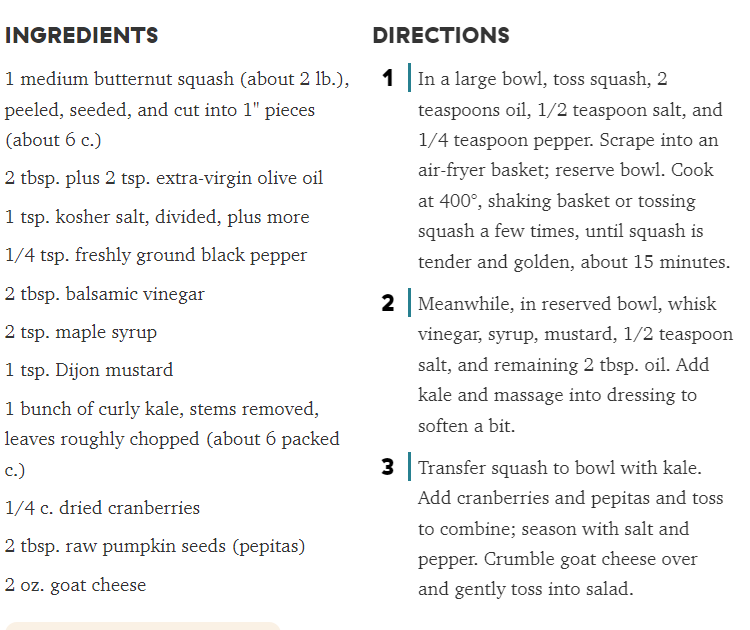 INGREDIENTS
1 medium butternut squash (about 2 lb.),
peeled, seeded, and cut into 1" pieces
(about 6 c.)
2 tbsp. plus 2 tsp. extra-virgin olive oil
1 tsp. kosher salt, divided, plus more
1/4 tsp. freshly ground black pepper
2 tbsp. balsamic vinegar
2 tsp. maple syrup
1 tsp. Dijon mustard
1 bunch of curly kale, stems removed,
leaves roughly chopped (about 6 packed
c.)
1/4 c. dried cranberries
2 tbsp. raw pumpkin seeds (pepitas)
2 oz. goat cheese
DIRECTIONS
1 In a large bowl, toss squash, 2
teaspoons oil, 1/2 teaspoon salt, and
1/4 teaspoon pepper. Scrape into an
air-fryer basket; reserve bowl. Cook
at 400°, shaking basket or tossing
squash a few times, until squash is
tender and golden, about 15 minutes.
2 Meanwhile, in reserved bowl, whisk
vinegar, syrup, mustard, 1/2 teaspoon
salt, and remaining 2 tbsp. oil. Add
kale and massage into dressing to
soften a bit.
3 Transfer squash to bowl with kale.
Add cranberries and pepitas and toss
to combine; season with salt and
pepper. Crumble goat cheese over
and gently toss into salad.